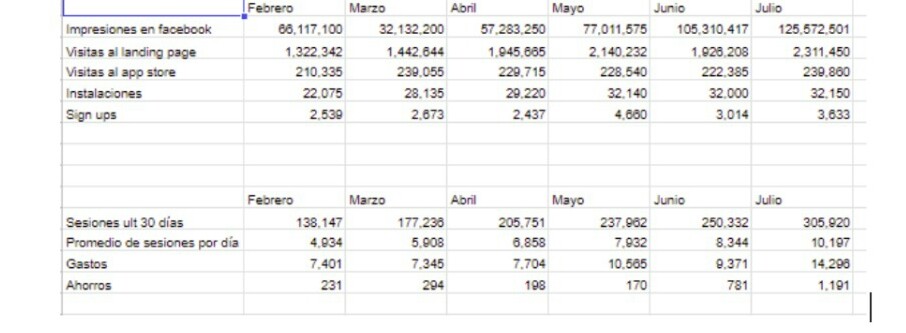 Febrero Marzo Abril Mayo Junio Julio
Impresiones en facebook 66,117,100 32,132,200 57,283,250 77,011,575 105,310,417 125,572,501
Visitas al landing page 1,322,342 1,442,644 1,945,665 2,140,232 1,926,208 2,311,450
Visitas al app store 210,335 239,055 229,715 228,540 222,385 239,860
Instalaciones 22,075 28,135 29,220 32,140 32,000 32,150
Sign ups 2,539 2,673 2,437 4,660 3,014 3,633
Febrero Marzo Abril Mayo Junio Julio
Sesiones ult 30 días 138,147 177,236 205,751 237,962 250,332 305,920
Promedio de sesiones por día 4,934 5,908 6,858 7,932 8,344 10,197
Gastos 7,401 7,345 7,704 10,565 9,371 14,296
Ahorros 231 294 198 170 781 1,191